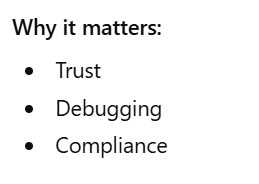 Why it matters:
• Trust
• Debugging
• Compliance